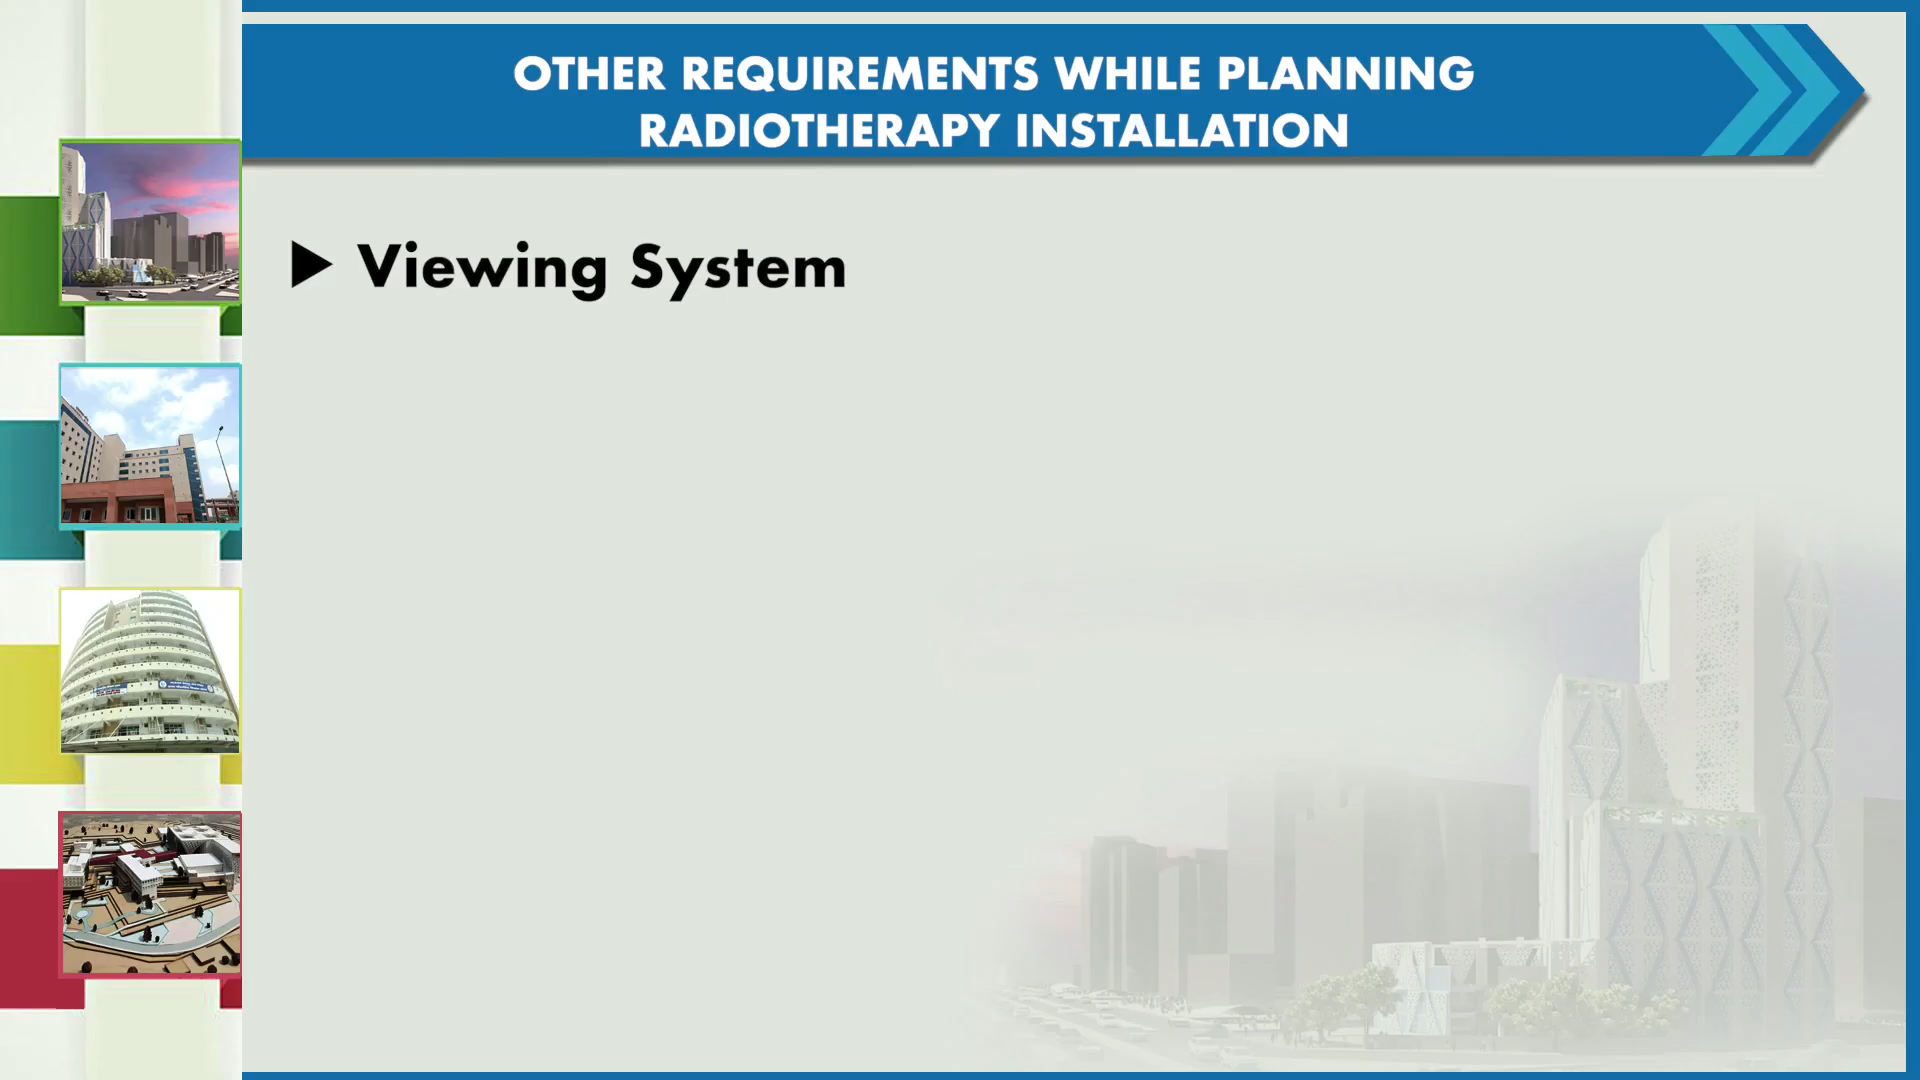 OTHER REQUIREMENTS WHILE PLANNING
RADIOTHERAPY INSTALLATION
Viewing System